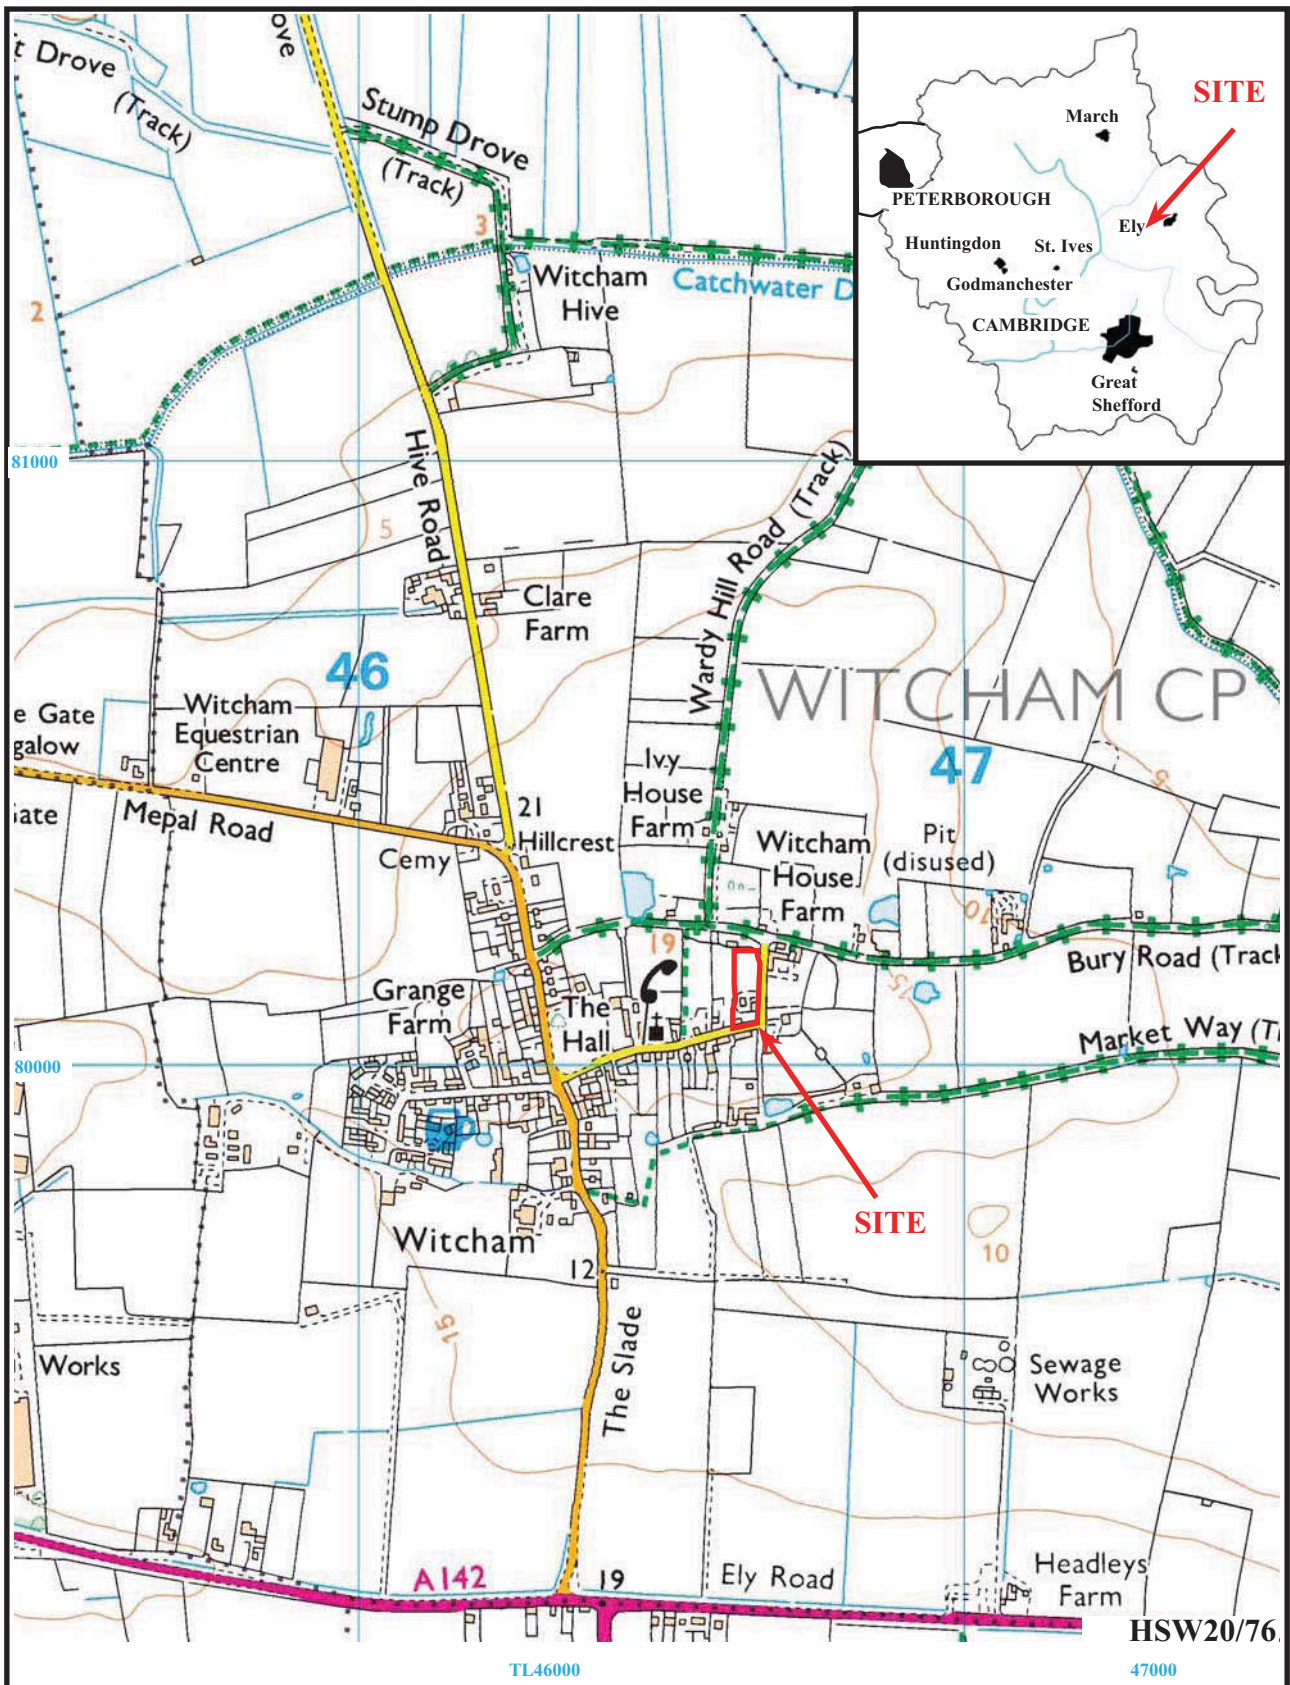 ove
t Drove
(Track)
Stump Drove
(Track)
3
2
Witcham
Hive
Catchwater D
SITE
March
PETERBOROUGH
Ely
Huntingdon
St. Ives
Godmanchester
CAMBRIDGE
Great
Shefford
81000
Hive Road
5
Wardy Hill Road (Track)
Clare
Farm
46
WITCHAM CP
e Gate
galow
Witcham
Equestrian
Centre
47
5
Ivy
House
Farm
21
Hillcrest
Mepal Road
Cemy
Gate
Witcham
House
Farm
Pit
(disused)
10
19
Bury Road (Track
15
Grange
Farm
The
Hall
Market Way (T
80000
SITE
Witcham
10
12
15
The Slade
Works
Sewage
Works
A142
19
Ely Road
Headleys
Farm
HSW20/76
TL46000
47000